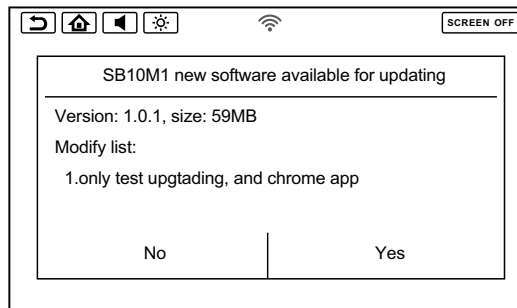 SCREEN OFF
SB10M1 new software available for updating
Version: 1.0.1, size: 59MB
Modify list:
1.only test upgtading, and chrome app
No
Yes